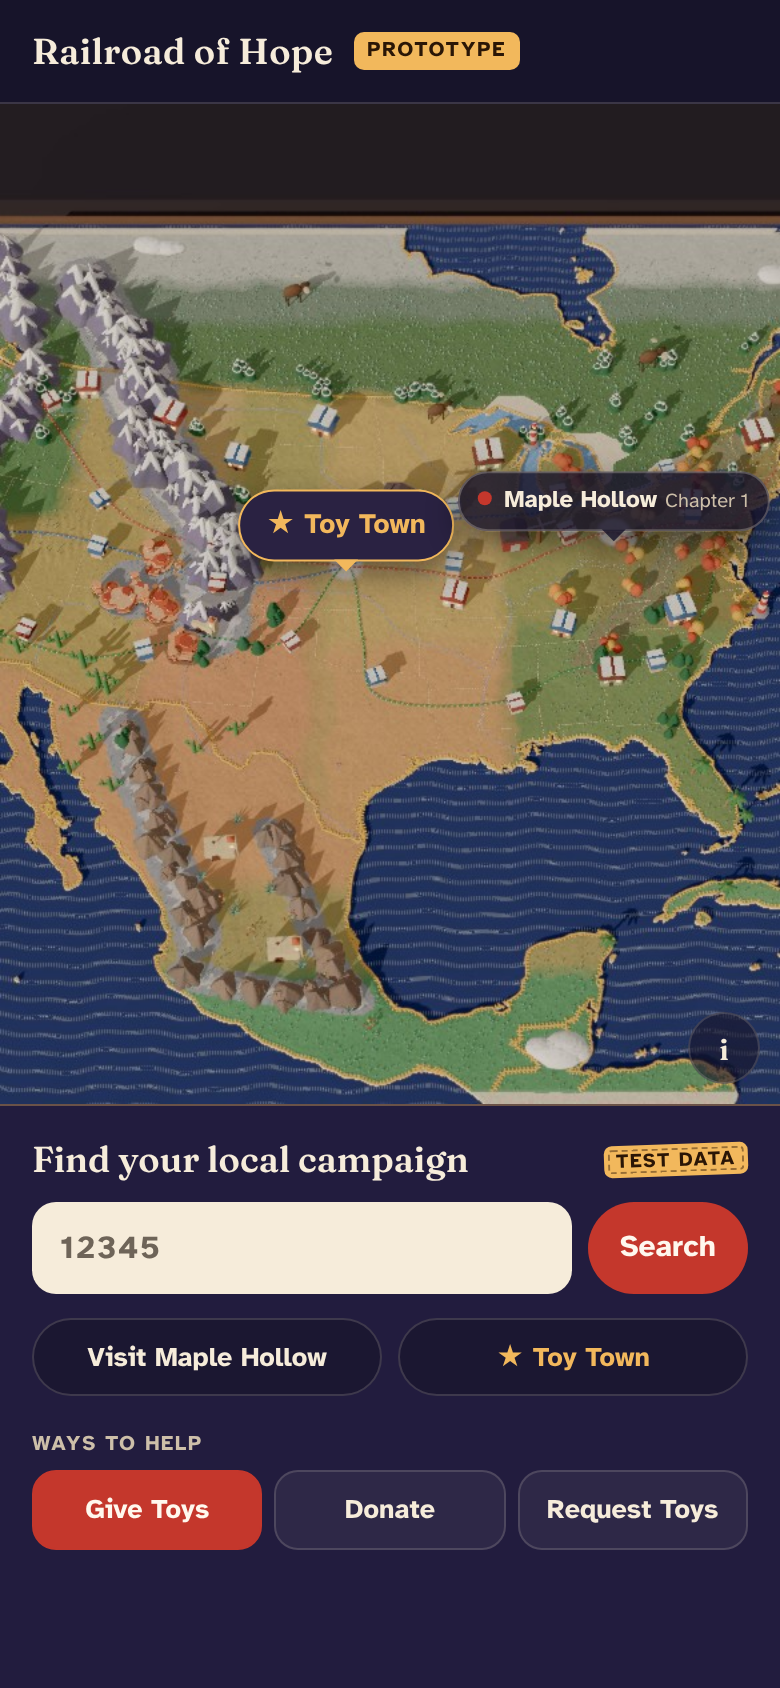 Railroad of Hope PROTOTYPE
★ Toy Town
Maple Hollow Chapter 1
i
Find your local campaign TEST DATA
12345 Search
Visit Maple Hollow ★ Toy Town
WAYS TO HELP
Give Toys Donate Request Toys